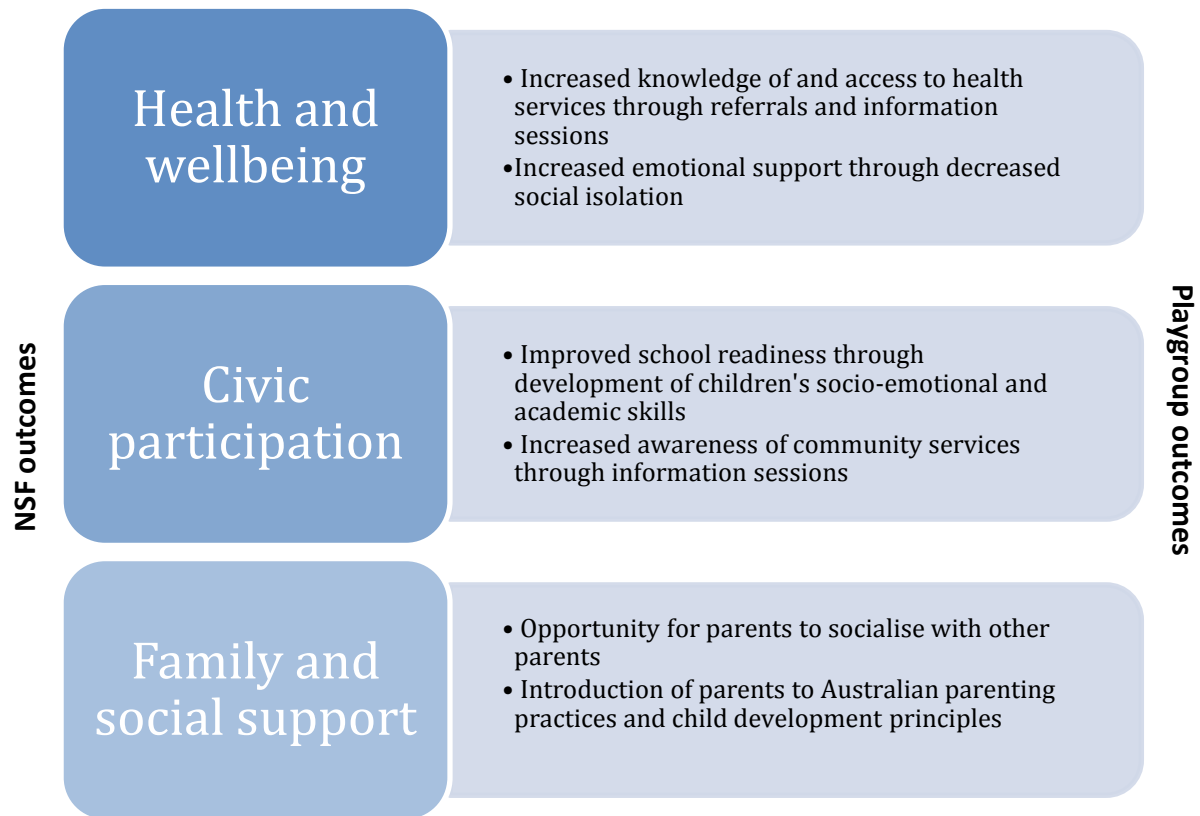 NSF outcomes
Health and
wellbeing
• Increased knowledge of and access to health
services through referrals and information
sessions
•Increased emotional support through decreased
social isolation
Civic
participation
• Improved school readiness through
development of children's socio-emotional and
academic skills
• Increased awareness of community services
through information sessions
Family and
social support
• Opportunity for parents to socialise with other
parents
• Introduction of parents to Australian parenting
practices and child development principles
Playgroup outcomes